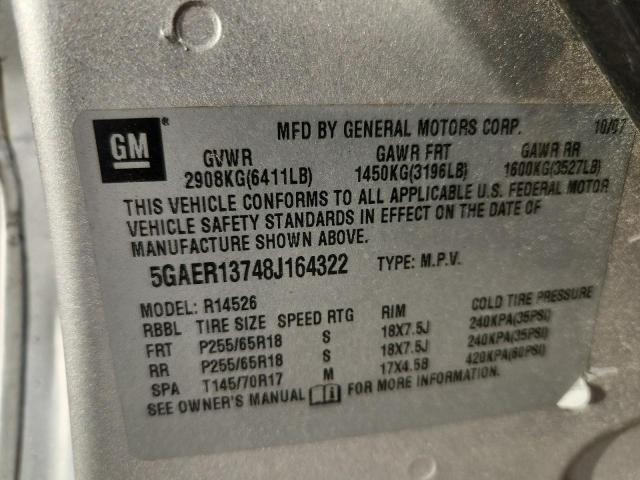 GM ® MFD BY GENERAL MOTORS CORP. 10/07
GVWR GAWR FRT GAWR RR
2908KG(6411LB) 1450KG(3196LB) 1600KG(3527LB)
THIS VEHICLE CONFORMS TO ALL APPLICABLE U.S. FEDERAL MOTOR
VEHICLE SAFETY STANDARDS IN EFFECT ON THE DATE OF
MANUFACTURE SHOWN ABOVE.
5GAER13748J164322 TYPE: M.P.V.
MODEL: R14526
RBBL TIRE SIZE SPEED RTG RIM COLD TIRE PRESSURE
FRT P255/65R18 S 18X7.5J 240KPA(35PSI)
RR P255/65R18 S 18X7.5J 240KPA(35PSI)
SPA T145/70R17 M 17X4.5B 420KPA(60PSI)
SEE OWNER'S MANUAL FOR MORE INFORMATION.